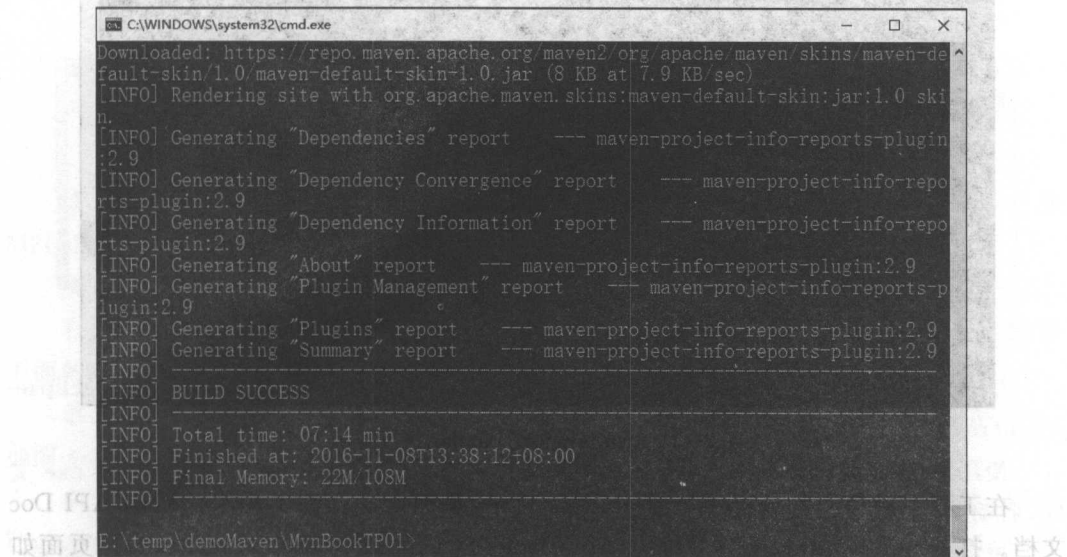 C:\WINDOWS\system32\cmd.exe
Downloaded: https://repo.maven.apache.org/maven2/org/apache/maven/skins/maven-de
fault-skin/1.0/maven-default-skin-1.0.jar (8 KB at 7.9 KB/sec)
[INFO] Rendering site with org.apache.maven.skins:maven-default-skin:jar:1.0 ski
n.
[INFO] Generating "Dependencies" report    --- maven-project-info-reports-plugin
:2.9
[INFO] Generating "Dependency Convergence" report    --- maven-project-info-repo
rts-plugin:2.9
[INFO] Generating "Dependency Information" report    --- maven-project-info-repo
rts-plugin:2.9
[INFO] Generating "About" report    --- maven-project-info-reports-plugin:2.9
[INFO] Generating "Plugin Management" report    --- maven-project-info-reports-p
lugin:2.9
[INFO] Generating "Plugins" report    --- maven-project-info-reports-plugin:2.9
[INFO] Generating "Summary" report    --- maven-project-info-reports-plugin:2.9
[INFO] ------------------------------------------------------------------------
[INFO] BUILD SUCCESS
[INFO] ------------------------------------------------------------------------
[INFO] Total time: 07:14 min
[INFO] Finished at: 2016-11-08T13:38:12+08:00
[INFO] Final Memory: 22M/108M
[INFO] ------------------------------------------------------------------------
E:\temp\demoMaven\MvnBookTP01>